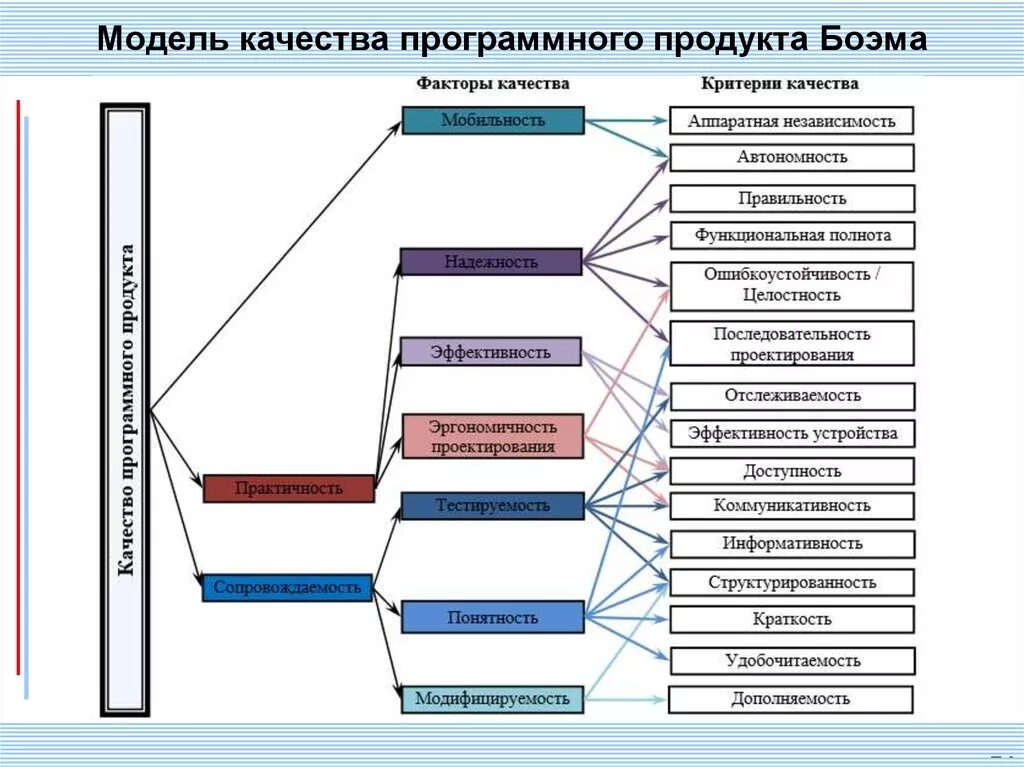 Модель качества программного продукта Боэма
Факторы качества
Критерии качества
Качество программного продукта
Практичность
Сопровождаемость
Мобильность
Надежность
Эффективность
Эргономичность
проектирования
Тестируемость
Понятность
Модифицируемость
Аппаратная независимость
Автономность
Правильность
Функциональная полнота
Ошибкоустойчивость /
Целостность
Последовательность
проектирования
Отслеживаемость
Эффективность устройства
Доступность
Коммуникативность
Информативность
Структурированность
Краткость
Удобочитаемость
Дополняемость